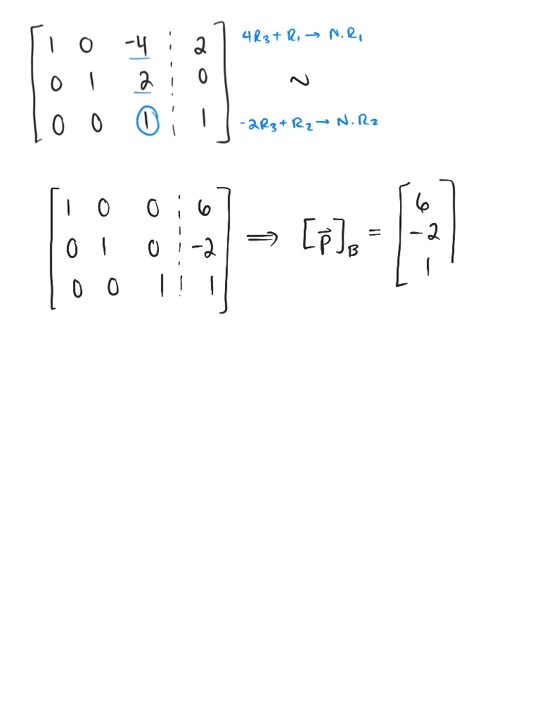 1 0 -4 2 4R3 + R1 → N.R1
0 1 2 0 ~
0 0 1 1 -2R3 + R2 → N.R2
1 0 0 6
0 1 0 -2 ⟹ [p⃗]B = 6 -2 1
0 0 1 1